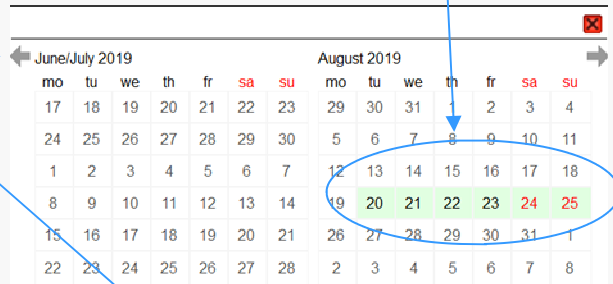 June/July 2019 August 2019
mo tu we th fr sa su mo tu we th fr sa su
17 18 19 20 21 22 23 29 30 31 1 2 3 4
24 25 26 27 28 29 30 5 6 7 8 9 10 11
1 2 3 4 5 6 7 12 13 14 15 16 17 18
8 9 10 11 12 13 14 19 20 21 22 23 24 25
15 16 17 18 19 20 21 26 27 28 29 30 31 1
22 23 24 25 26 27 28 2 3 4 5 6 7 8